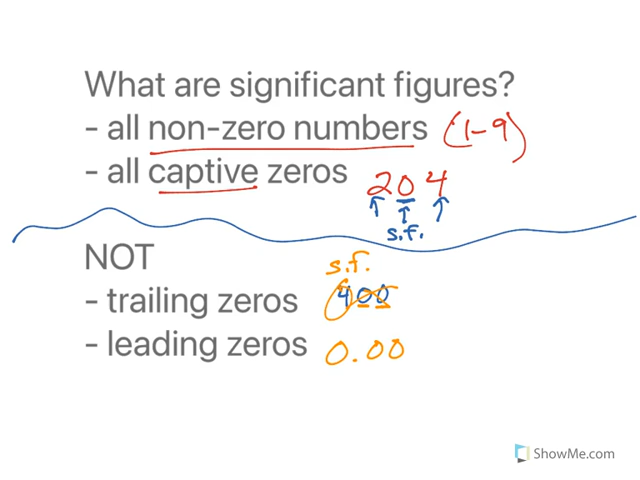 What are significant figures?
- all non-zero numbers (1-9)
- all captive zeros 204
s.f.
NOT s.f.
- trailing zeros 400
- leading zeros 0.00
ShowMe.com